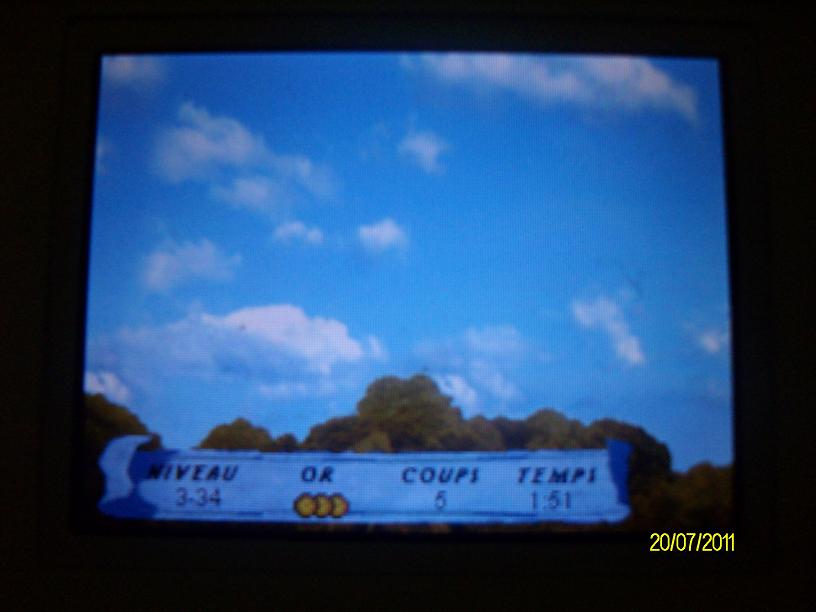 NIVEAU OR COUPS TEMPS
3-34 5 1:51
20/07/2011